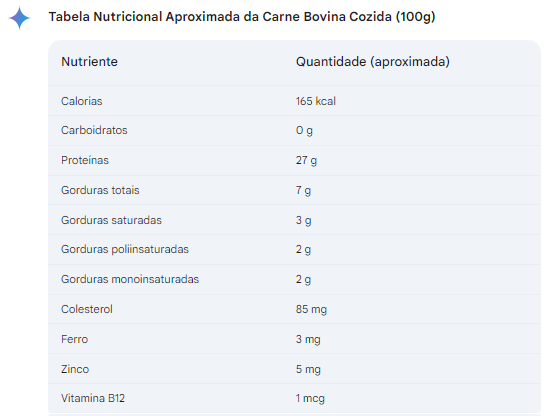 Tabela Nutricional Aproximada da Carne Bovina Cozida (100g)
Nutriente Quantidade (aproximada)
Calorias 165 kcal
Carboidratos 0 g
Proteínas 27 g
Gorduras totais 7 g
Gorduras saturadas 3 g
Gorduras poliinsaturadas 2 g
Gorduras monoinsaturadas 2 g
Colesterol 85 mg
Ferro 3 mg
Zinco 5 mg
Vitamina B12 1 mcg